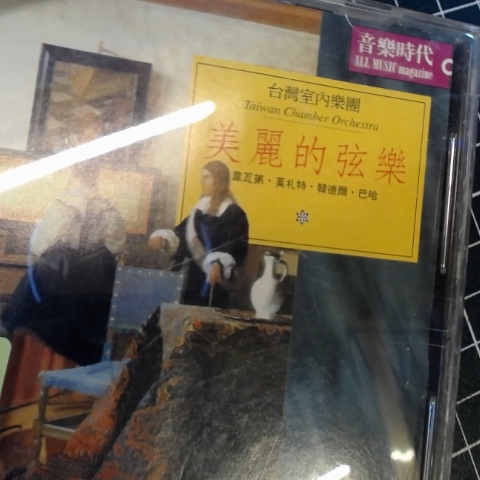 音樂時代
ALL MUSIC magazine
台灣室內樂團
Taiwan Chamber Orchestra
美麗的弦樂
韋瓦第・莫札特・韓德爾・巴哈